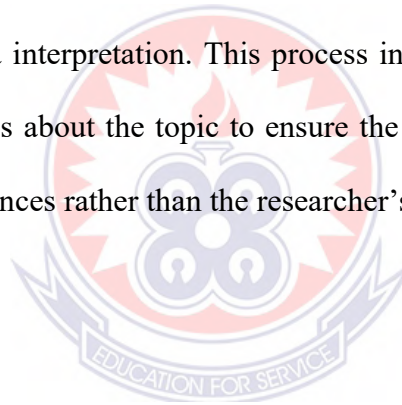 interpretation. This process in
s about the topic to ensure the
nces rather than the researcher's
EDUCATION FOR SERVICE